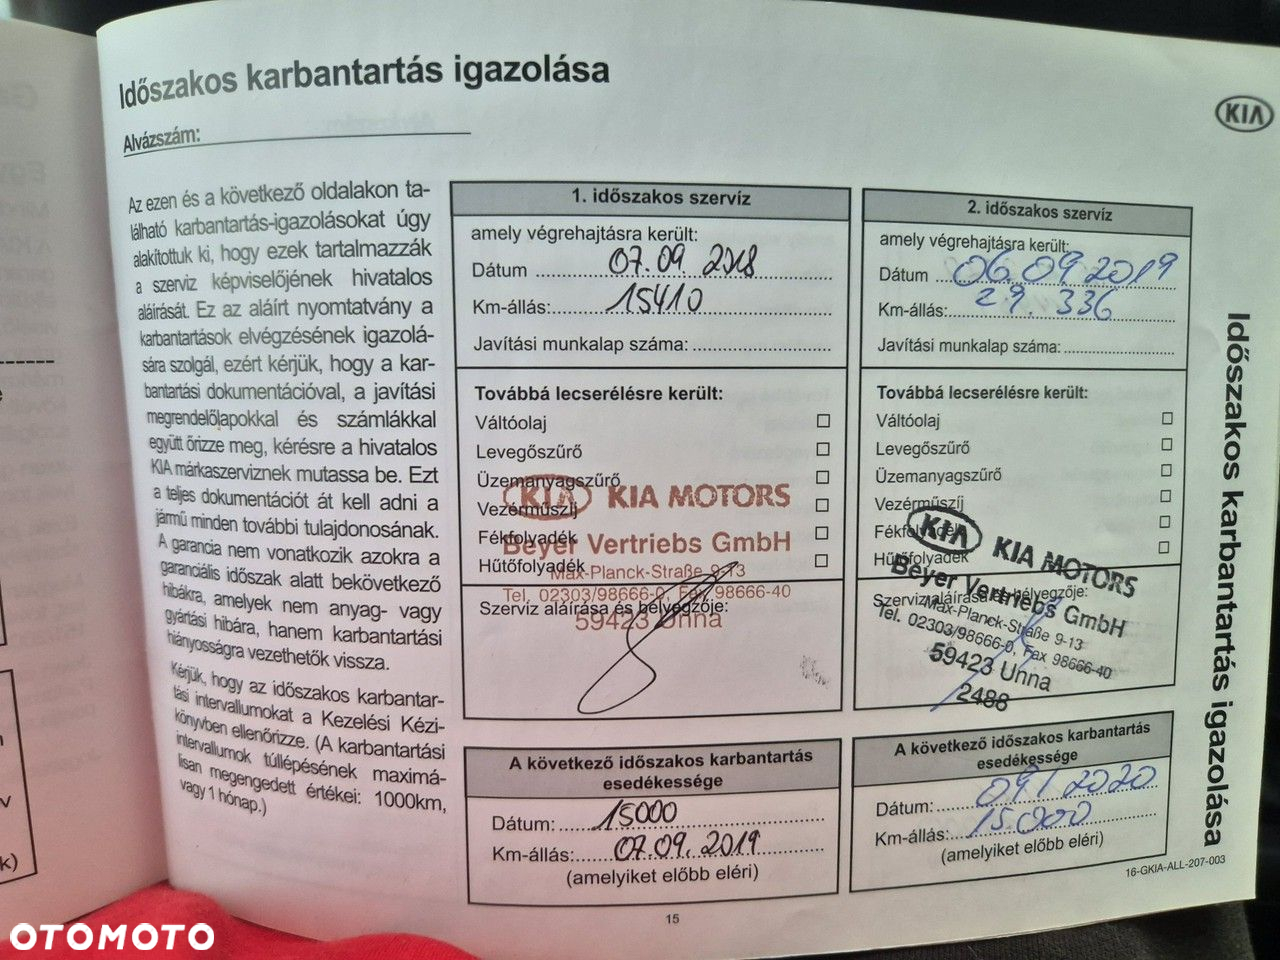 Időszakos karbantartás igazolása
Alvázszám:
KIA
Az ezen és a következő oldalakon ta-
lálható karbantartás-igazolásokat úgy
alakítottuk ki, hogy ezek tartalmazzák
a szerviz képviselőjének hivatalos
aláírását. Ez az aláírt nyomtatvány a
karbantartások elvégzésének igazolá-
sára szolgál, ezért kérjük, hogy a kar-
bantartási dokumentációval, a javítási
megrendelőlapokkal és számlákkal
együtt őrizze meg, kérésre a hivatalos
KIA márkaszerviznek mutassa be. Ezt
a teljes dokumentációt át kell adni a
jármű minden további tulajdonosának.
A garancia nem vonatkozik azokra a
garanciális időszak alatt bekövetkező
hibákra, amelyek nem anyag- vagy
gyártási hibára, hanem karbantartási
hiányosságra vezethetők vissza.
Kérjük, hogy az időszakos karbantar-
tási intervallumokat a Kezelési Kézi-
könyvben ellenőrizze. (A karbantartási
intervallumok túllépésének maximá-
lisan megengedett értékei: 1000km,
vagy 1 hónap.)
1. időszakos szervíz
amely végrehajtásra került:
Dátum 07.09.2018
Km-állás: 15410
Javítási munkalap száma:
Továbbá lecserélésre került:
Váltóolaj
Levegőszűrő
Üzemanyagszűrő
Vezérműszíj
Fékfolyadék
Hűtőfolyadék
Szerviz aláírása és bélyegzője:
KIA KIA MOTORS
Beyer Vertriebs GmbH
Max-Planck-Straße 9-13
Tel. 02303/98666-0, Fax 98666-40
59423 Unna
A következő időszakos karbantartás
esedékessége
Dátum: 15000
Km-állás: 07.09.2019
(amelyiket előbb eléri)
2. időszakos szervíz
amely végrehajtásra került:
Dátum 06.09.2019
Km-állás: 29.336
Javítási munkalap száma:
Továbbá lecserélésre került:
Váltóolaj
Levegőszűrő
Üzemanyagszűrő
Vezérműszíj
Fékfolyadék
Hűtőfolyadék
Szerviz aláírása és bélyegzője:
KIA KIA MOTORS
Beyer Vertriebs GmbH
Max-Planck-Straße 9-13
Tel. 02303/98666-0, Fax 98666-40
59423 Unna
2488
A következő időszakos karbantartás
esedékessége
Dátum: 09/2020
Km-állás: 15.000
(amelyiket előbb eléri)
Időszakos karbantartás igazolása
16-GKIA-ALL-207-003
15
k)
OTOMOTO